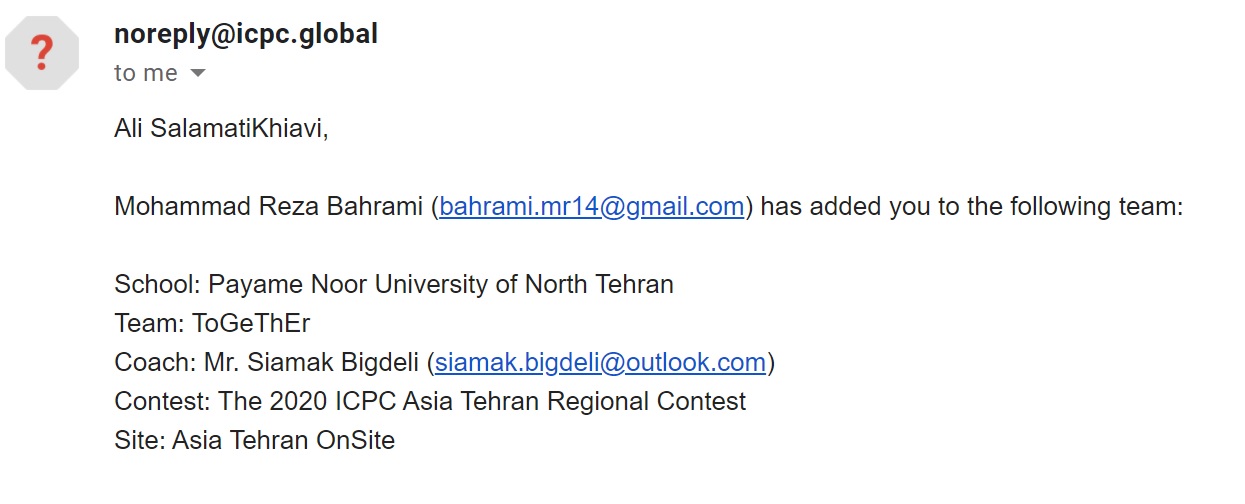 ?
noreply@icpc.global
to me
Ali SalamatiKhiavi,
Mohammad Reza Bahrami (bahrami.mr14@gmail.com) has added you to the following team:
School: Payame Noor University of North Tehran
Team: ToGeThEr
Coach: Mr. Siamak Bigdeli (siamak.bigdeli@outlook.com)
Contest: The 2020 ICPC Asia Tehran Regional Contest
Site: Asia Tehran OnSite